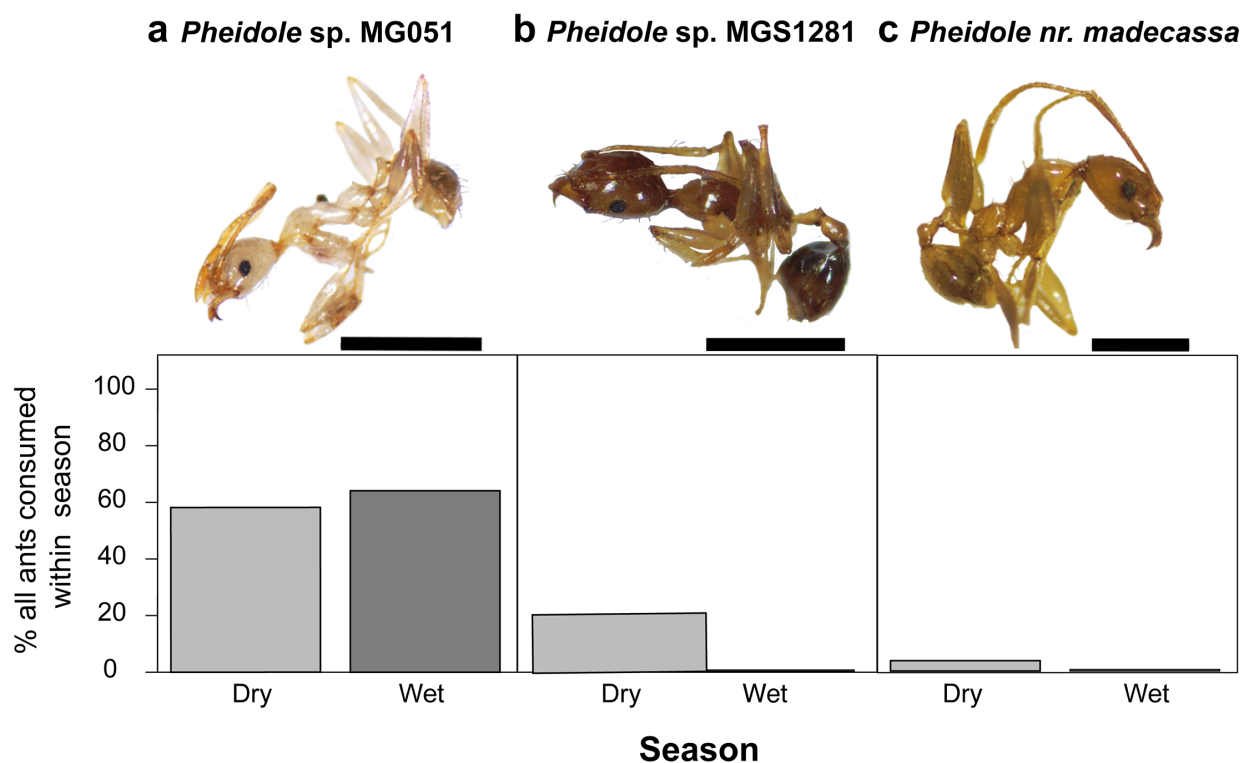 a Pheidole sp. MG051
b Pheidole sp. MGS1281
c Pheidole nr. madecassa
% all ants consumed
within season
100
80
60
40
20
0
Dry
Wet
Dry
Wet
Dry
Wet
Season